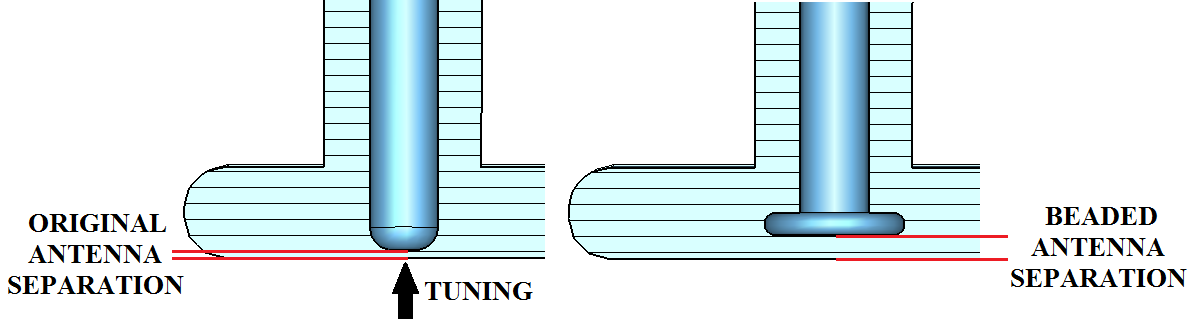 ORIGINAL
ANTENNA
SEPARATION
TUNING
BEADED
ANTENNA
SEPARATION